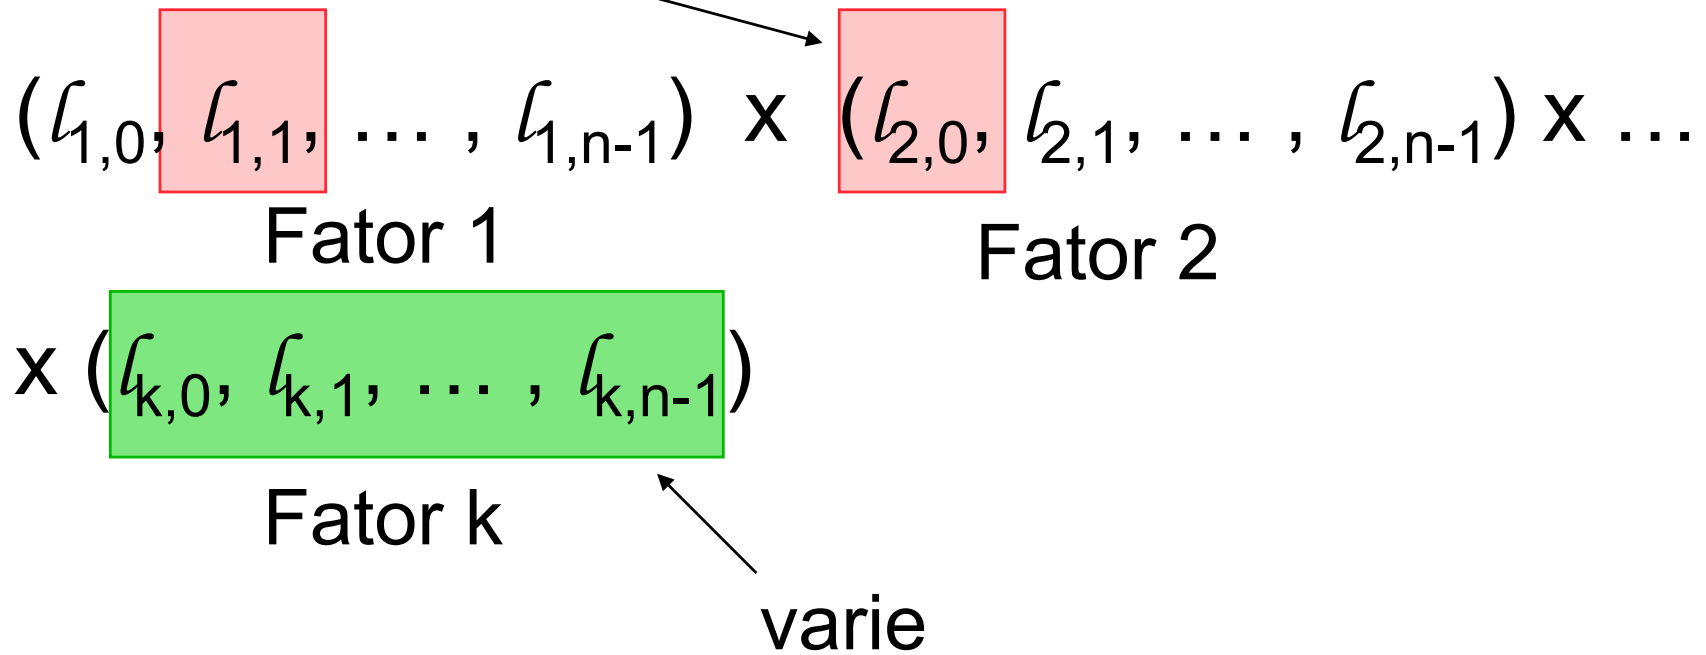 (l1,0, l1,1, … , l1,n-1) x (l2,0, l2,1, … , l2,n-1) x …
Fator 1 Fator 2
x (lk,0, lk,1, … , lk,n-1)
Fator k
varie